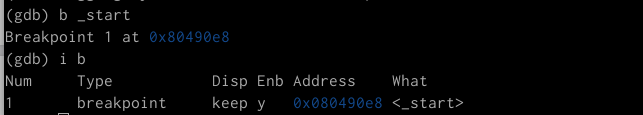 (gdb) b _start
Breakpoint 1 at 0x80490e8
(gdb) i b
Num     Type           Disp Enb Address    What
1       breakpoint     keep y   0x080490e8 <_start>